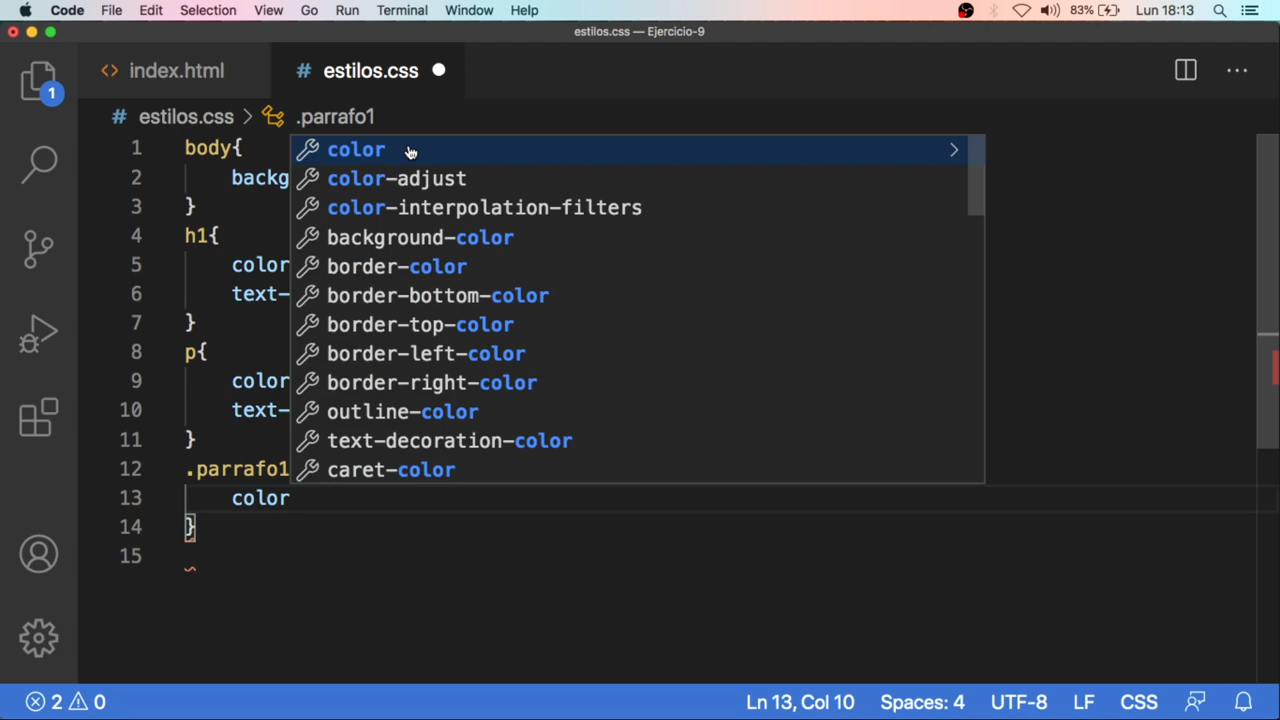 Code File Edit Selection View Go Run Terminal Window Help 83% Lun 18:13
estilos.css — Ejercicio-9
<> index.html # estilos.css
1
# estilos.css > .parrafo1
1 body{
2 backg
3 }
4 h1{
5 color
6 text-
7 }
8 p{
9 color
10 text-
11 }
12 .parrafo1
13 color
14 }
15
color
color-adjust
color-interpolation-filters
background-color
border-color
border-bottom-color
border-top-color
border-left-color
border-right-color
outline-color
text-decoration-color
caret-color
2 0 Ln 13, Col 10 Spaces: 4 UTF-8 LF CSS